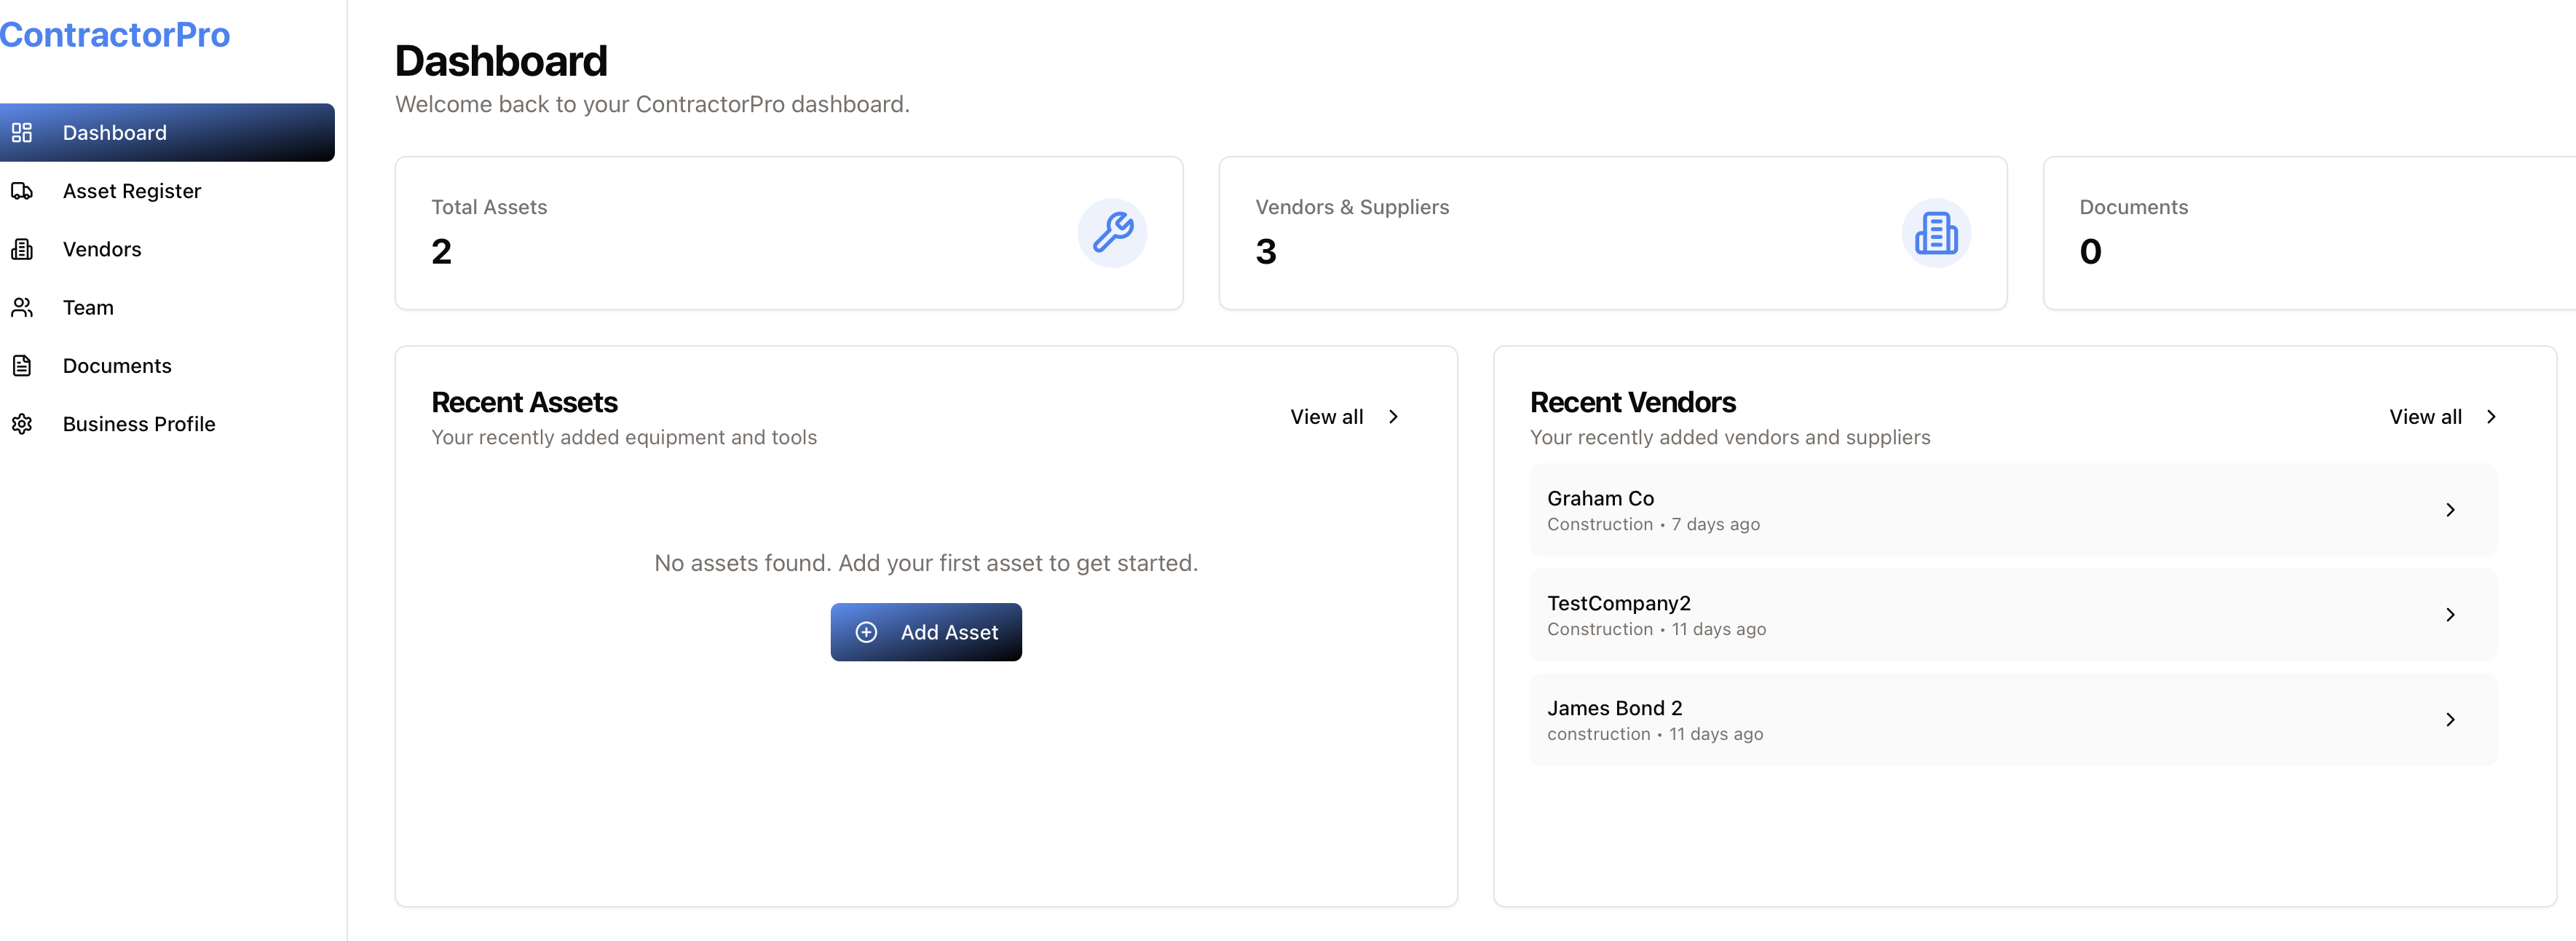 ContractorPro
Dashboard
Asset Register
Vendors
Team
Documents
Business Profile
Dashboard
Welcome back to your ContractorPro dashboard.
Total Assets
2
Vendors & Suppliers
3
Documents
0
Recent Assets
Your recently added equipment and tools
View all
No assets found. Add your first asset to get started.
Add Asset
Recent Vendors
Your recently added vendors and suppliers
View all
Graham Co
Construction • 7 days ago
TestCompany2
Construction • 11 days ago
James Bond 2
construction • 11 days ago